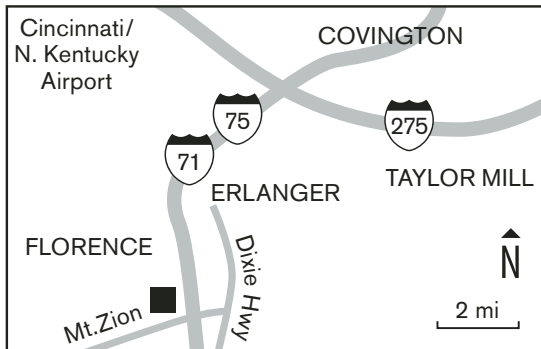 Cincinnati/
N. Kentucky
Airport
COVINGTON
75
275
71
TAYLOR MILL
ERLANGER
FLORENCE
Dixie Hwy
N
Mt.Zion
2 mi